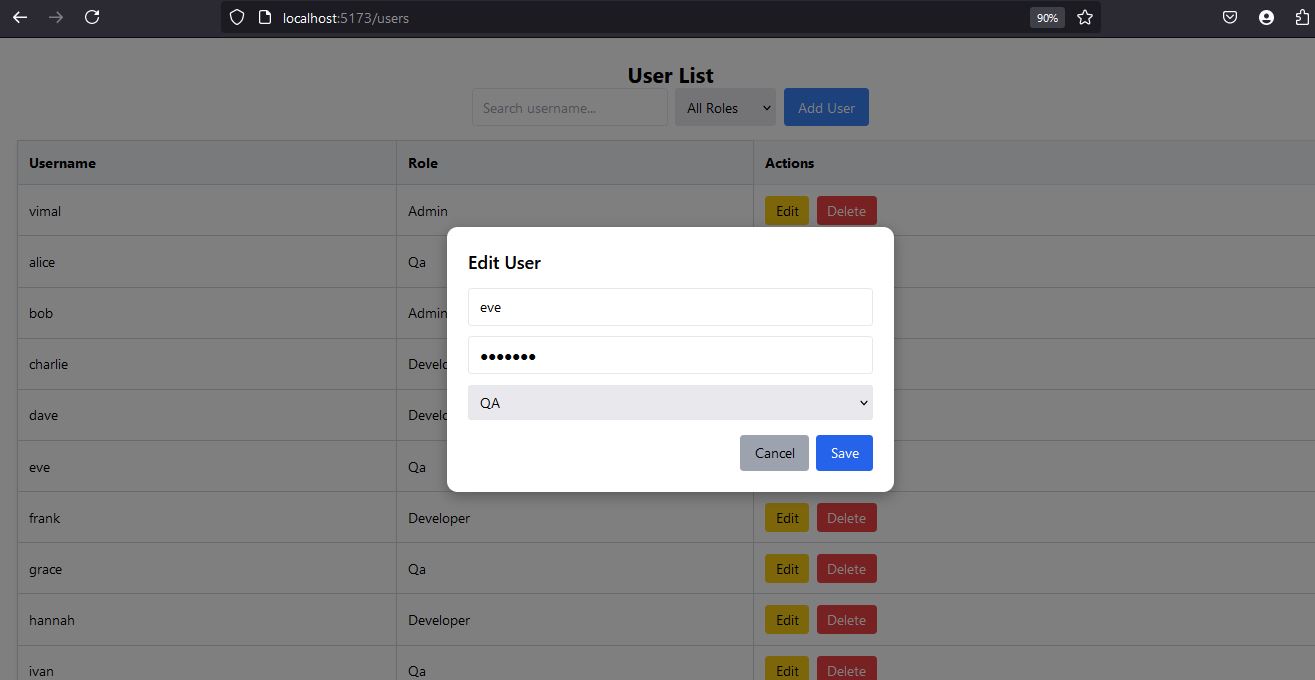 localhost:5173/users
90%
User List
Search username...
All Roles
Add User
Username Role Actions
vimal Admin Edit Delete
alice Qa
bob Admin
charlie Develo
dave Develo
eve Qa
frank Developer Edit Delete
grace Qa Edit Delete
hannah Developer Edit Delete
ivan Qa Edit Delete
Edit User
eve
•••••••
QA
Cancel Save